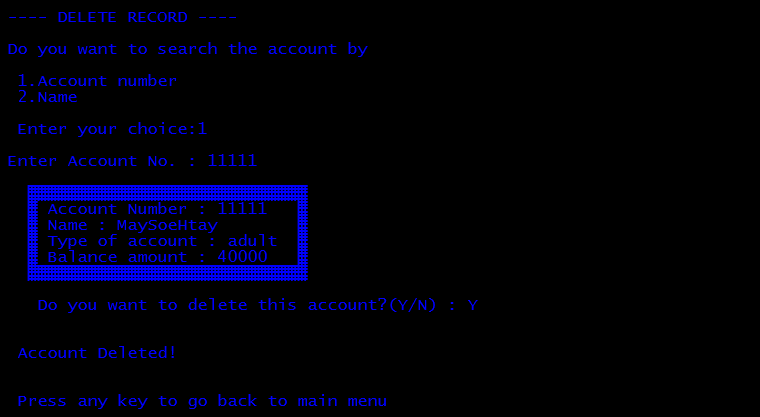 ---- DELETE RECORD ----
Do you want to search the account by
1.Account number
2.Name
Enter your choice:1
Enter Account No. : 11111
Account Number : 11111
Name : MaySoeHtay
Type of account : adult
Balance amount : 40000
Do you want to delete this account?(Y/N) : Y
Account Deleted!
Press any key to go back to main menu